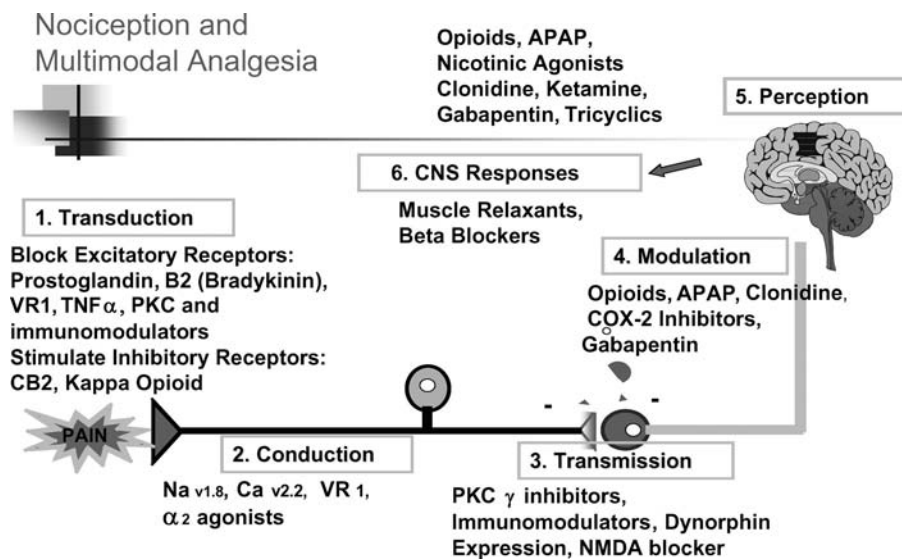 Nociception and
Multimodal Analgesia
Opioids, APAP,
Nicotinic Agonists
Clonidine, Ketamine,
Gabapentin, Tricyclics
5. Perception
6. CNS Responses
Muscle Relaxants,
Beta Blockers
1. Transduction
Block Excitatory Receptors:
Prostoglandin, B2 (Bradykinin),
VR1, TNFα, PKC and
immunomodulators
Stimulate Inhibitory Receptors:
CB2, Kappa Opioid
4. Modulation
Opioids, APAP, Clonidine,
COX-2 Inhibitors,
Gabapentin
PAIN
2. Conduction
Na v1.8, Ca v2.2, VR 1,
α2 agonists
- -
3. Transmission
PKC γ inhibitors,
Immunomodulators, Dynorphin
Expression, NMDA blocker